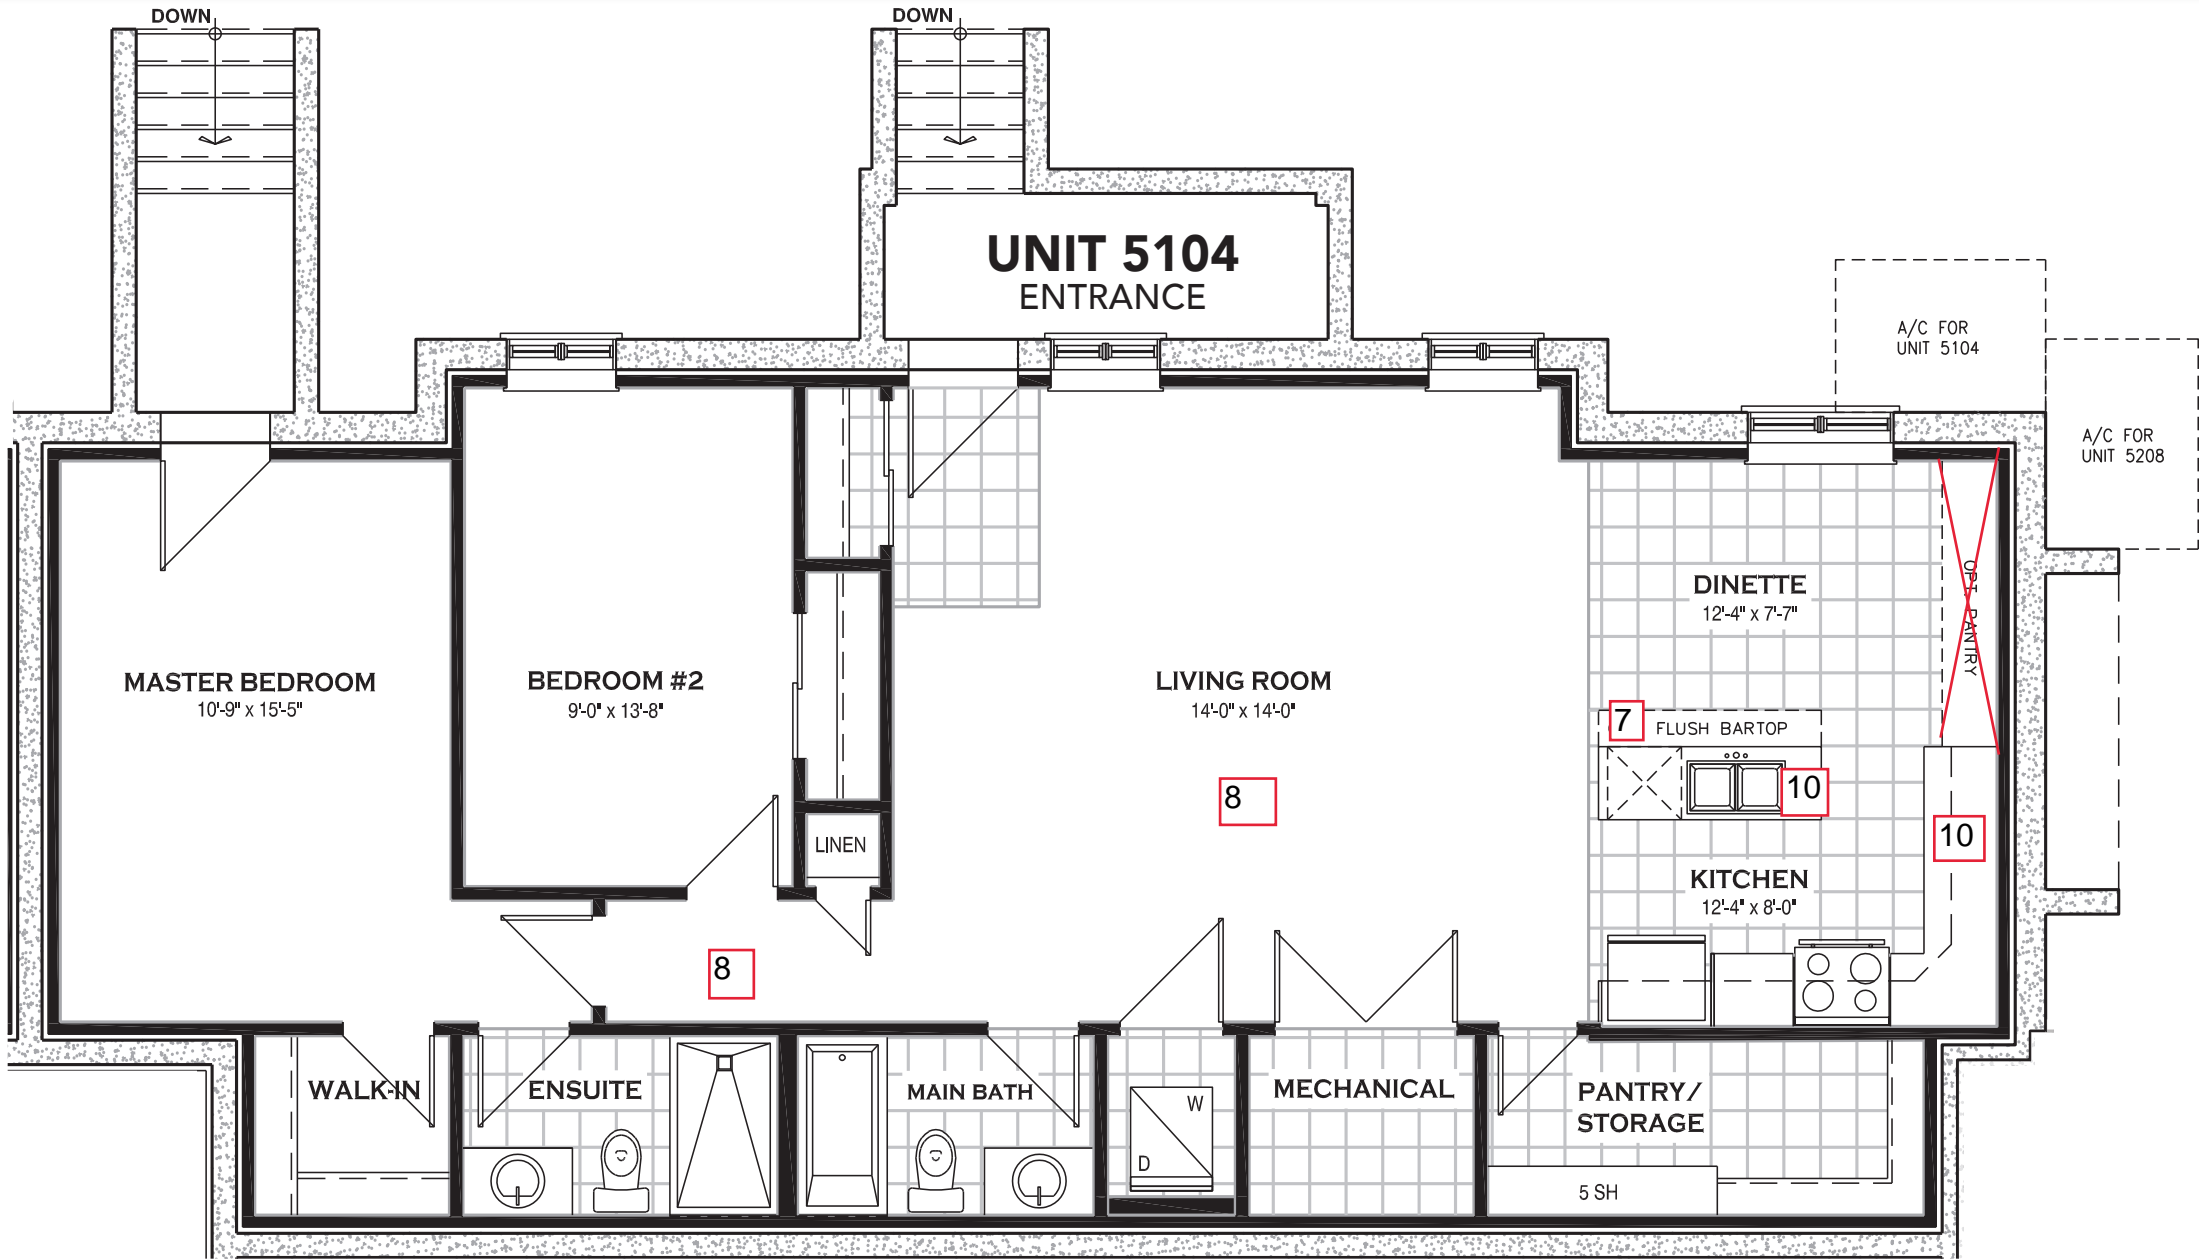 DOWN
DOWN
UNIT 5104
ENTRANCE
A/C FOR
UNIT 5104
A/C FOR
UNIT 5208
DINETTE
12'-4" x 7'-7"
OPT. PANTRY
MASTER BEDROOM
10'-9" x 15'-5"
BEDROOM #2
9'-0" x 13'-8"
LIVING ROOM
14'-0" x 14'-0"
7
FLUSH BARTOP
8
10
10
LINEN
KITCHEN
12'-4" x 8'-0"
8
WALK-IN
ENSUITE
MAIN BATH
W
D
MECHANICAL
PANTRY/
STORAGE
5 SH